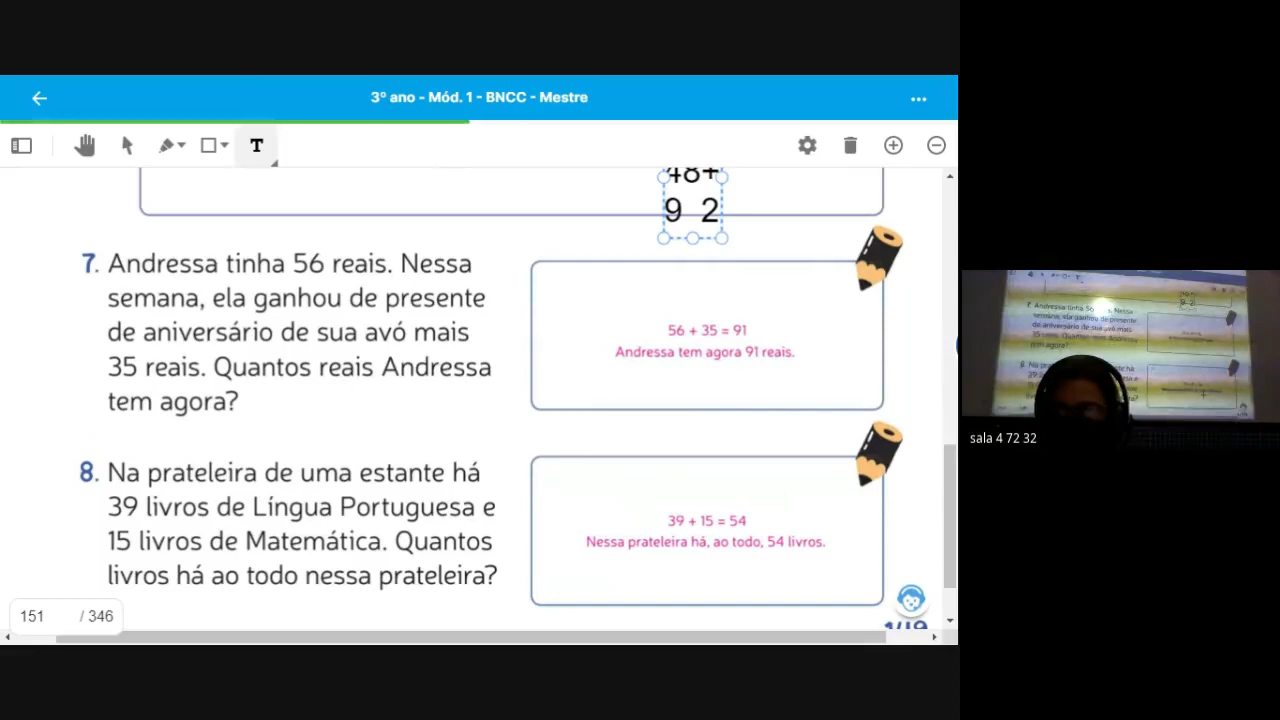 3º ano - Mód. 1 - BNCC - Mestre
T
48+
9 2
7. Andressa tinha 56 reais. Nessa
semana, ela ganhou de presente
de aniversário de sua avó mais
35 reais. Quantos reais Andressa
tem agora?
56 + 35 = 91
Andressa tem agora 91 reais.
8. Na prateleira de uma estante há
39 livros de Língua Portuguesa e
15 livros de Matemática. Quantos
livros há ao todo nessa prateleira?
39 + 15 = 54
Nessa prateleira há, ao todo, 54 livros.
151 / 346
sala 4 72 32